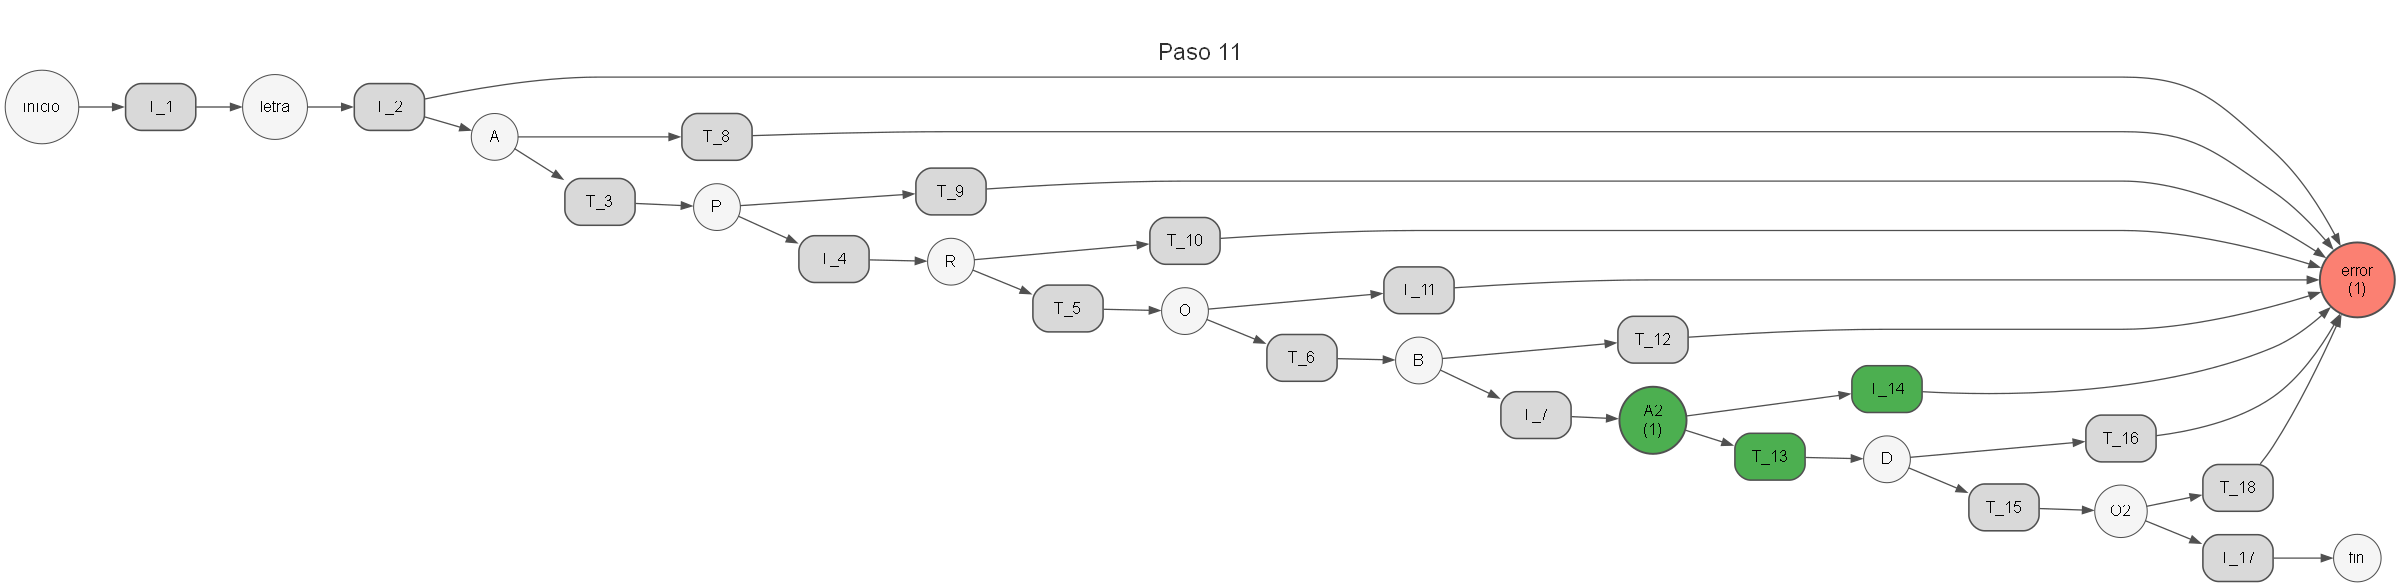 Paso 11
inicio
T_1
letra
T_2
A
T_8
T_3
P
T_9
T_4
R
T_10
T_5
O
T_11
T_6
B
T_12
T_7
A2
(1)
T_14
T_13
D
T_16
T_15
O2
T_18
T_17
fin
error
(1)